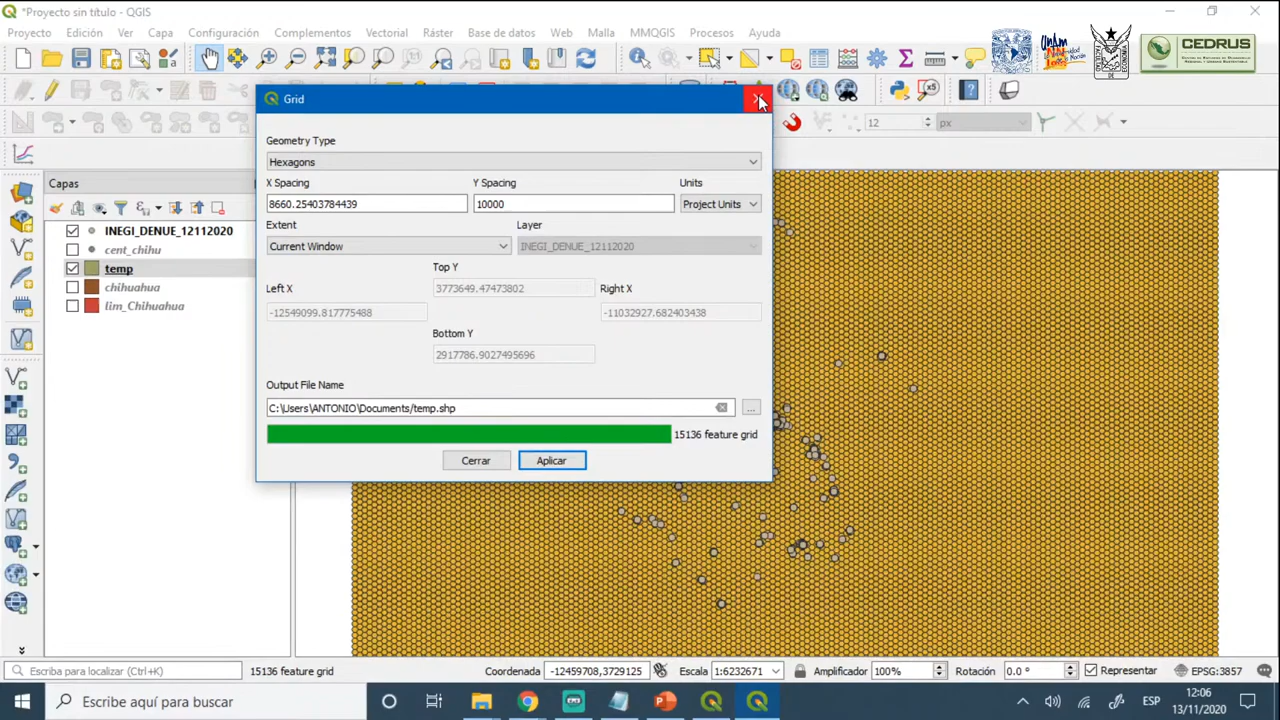 *Proyecto sin título - QGIS
Proyecto Edición Ver Capa Configuración Complementos Vectorial Ráster Base de datos Web Malla MMQGIS Procesos Ayuda
UNAM
CEDRUS
12 px
Grid
Geometry Type
Hexagons
X Spacing Y Spacing Units
8660.25403784439 10000 Project Units
Extent Layer
Current Window INEGI_DENUE_12112020
Top Y
Left X 3773649.47473802 Right X
-12549099.817775488 -11032927.682403438
Bottom Y
2917786.9027495696
Output File Name
C:\Users\ANTONIO\Documents/temp.shp ...
15136 feature grid
Cerrar Aplicar
Capas
INEGI_DENUE_12112020
cent_chihu
temp
chihuahua
lim_Chihuahua
Escriba para localizar (Ctrl+K) 15136 feature grid Coordenada -12459708,3729125 Escala 1:6232671 Amplificador 100% Rotación 0.0 ° Representar EPSG:3857
Escribe aquí para buscar
ESP
12:06
13/11/2020